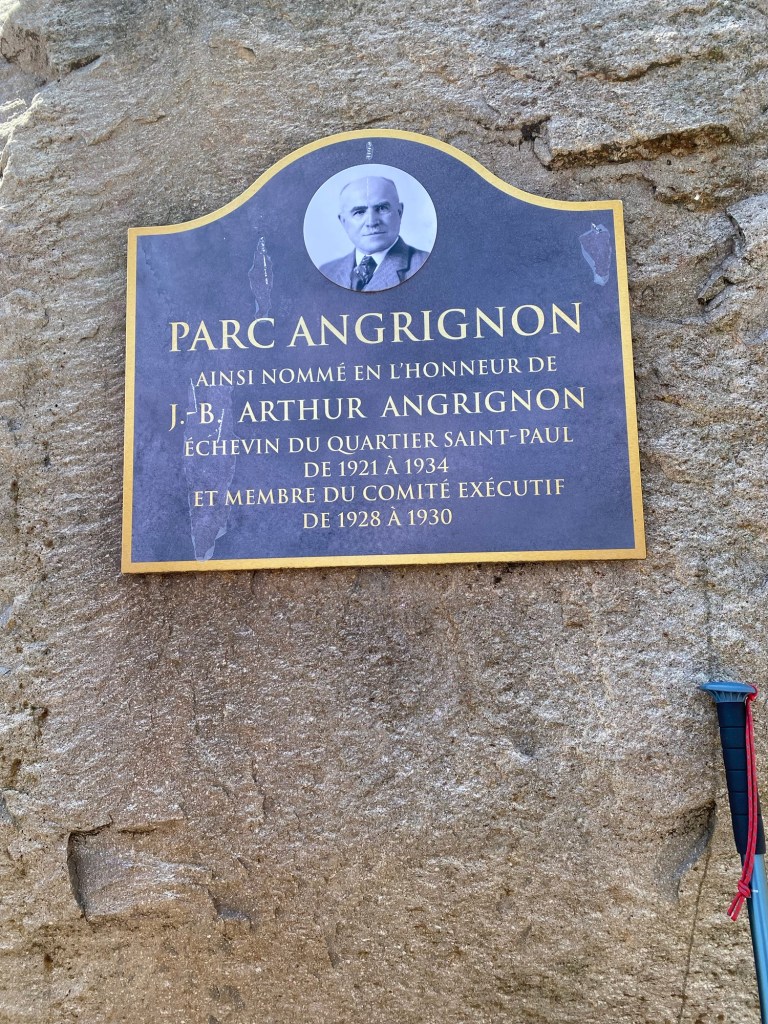 PARC ANGRIGNON
AINSI NOMMÉ EN L'HONNEUR DE
J.-B. ARTHUR ANGRIGNON
ÉCHEVIN DU QUARTIER SAINT-PAUL
DE 1921 À 1934
ET MEMBRE DU COMITÉ EXÉCUTIF
DE 1928 À 1930